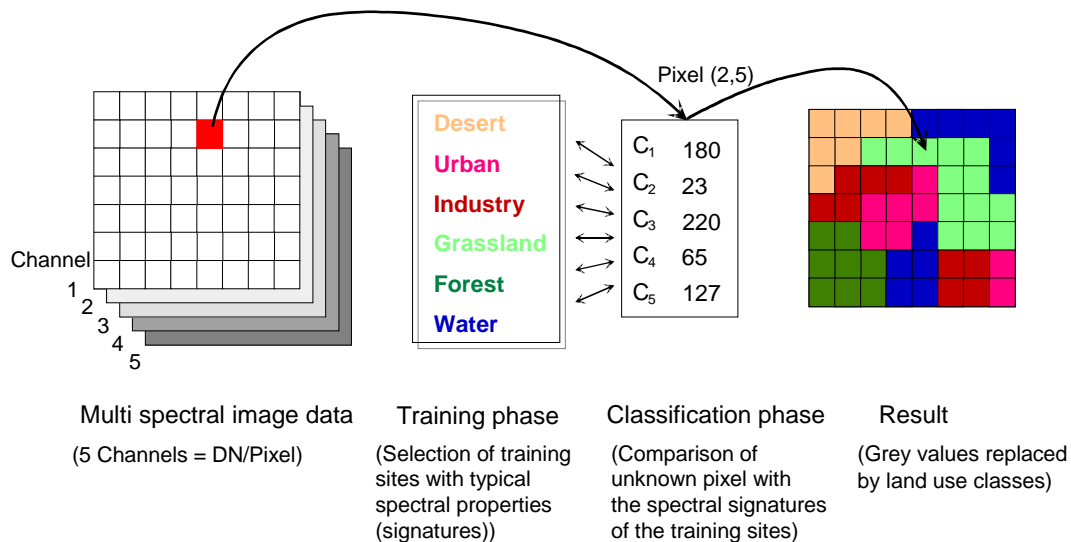 Pixel (2,5)
Channel
1
2
3
4
5
Desert
Urban
Industry
Grassland
Forest
Water
C1 180
C2 23
C3 220
C4 65
C5 127
Multi spectral image data
(5 Channels = DN/Pixel)
Training phase
(Selection of training
sites with typical
spectral properties
(signatures))
Classification phase
(Comparison of
unknown pixel with
the spectral signatures
of the training sites)
Result
(Grey values replaced
by land use classes)